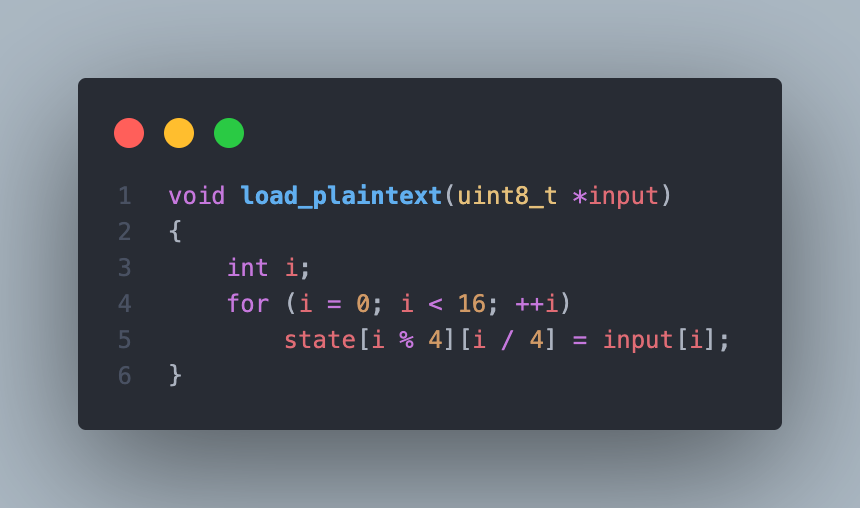 1 void load_plaintext(uint8_t *input)
2 {
3     int i;
4     for (i = 0; i < 16; ++i)
5         state[i % 4][i / 4] = input[i];
6 }